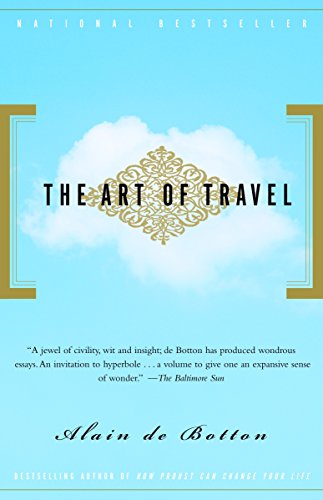 NATIONAL BESTSELLER
THE ART OF TRAVEL
“A jewel of civility, wit and insight; de Botton has produced wondrous
essays. An invitation to hyperbole . . . a volume to give one an expansive sense
of wonder.” —The Baltimore Sun
Alain de Botton
BESTSELLING AUTHOR OF HOW PROUST CAN CHANGE YOUR LIFE